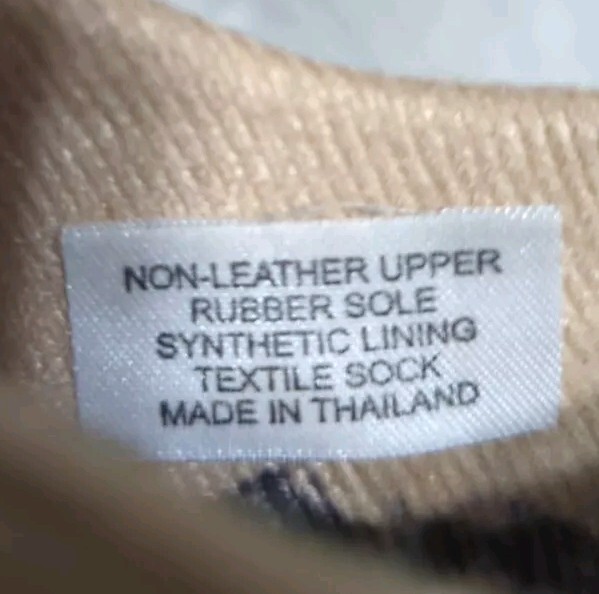 NON-LEATHER UPPER
RUBBER SOLE
SYNTHETIC LINING
TEXTILE SOCK
MADE IN THAILAND